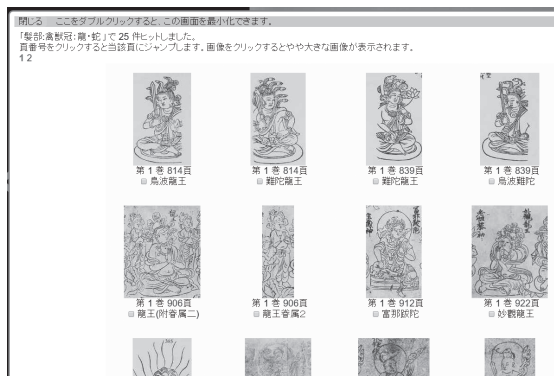 閉じる ここをダブルクリックすると、この画面を最小化できます。
「髪部:禽獣冠:龍・蛇」で 25 件ヒットしました。
頁番号をクリックすると当該頁にジャンプします。画像をクリックするとやや大きな画像が表示されます。
1 2
第 1 巻 814頁
烏波龍王
第 1 巻 814頁
難陀龍王
第 1 巻 839頁
難陀龍王
第 1 巻 839頁
烏波難陀
第 1 巻 906頁
龍王(附眷属二)
第 1 巻 906頁
龍王眷属2
第 1 巻 912頁
富那跋陀
第 1 巻 922頁
妙觀龍王